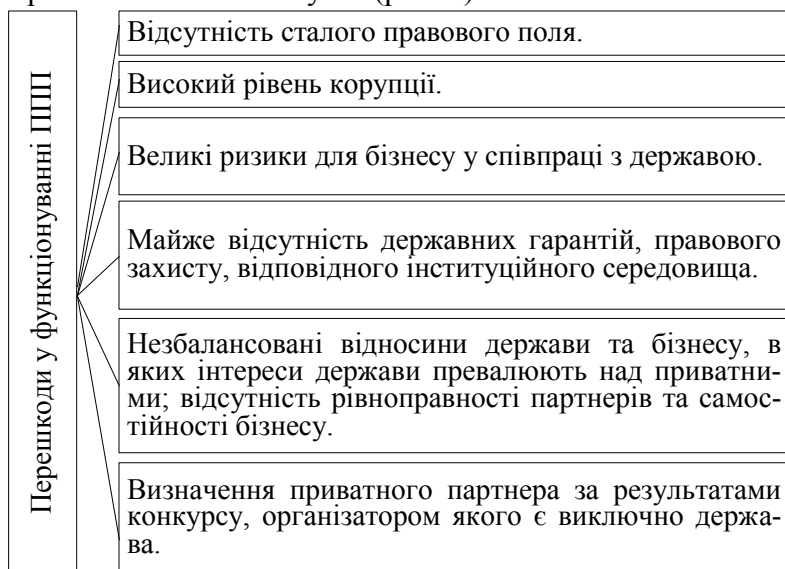 Перешкоди у функціонуванні ППП
Відсутність сталого правового поля.
Високий рівень корупції.
Великі ризики для бізнесу у співпраці з державою.
Майже відсутність державних гарантій, правового
захисту, відповідного інституційного середовища.
Незбалансовані відносини держави та бізнесу, в
яких інтереси держави превалюють над приватни-
ми; відсутність рівноправності партнерів та самос-
тійності бізнесу.
Визначення приватного партнера за результатами
конкурсу, організатором якого є виключно держа-
ва.